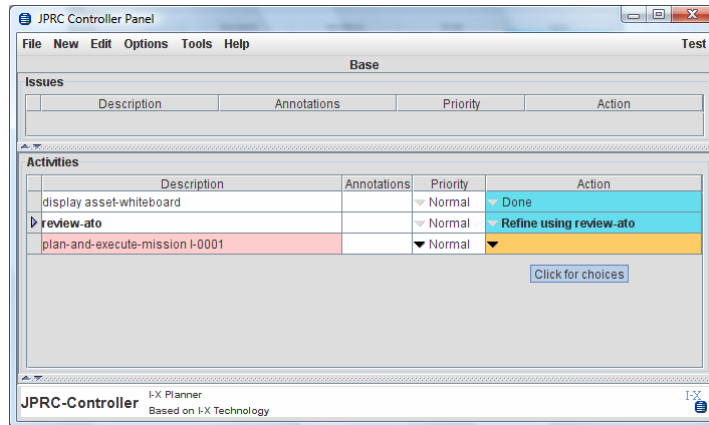 JPRC Controller Panel
File New Edit Options Tools Help Test
Base
Issues
Description Annotations Priority Action
Activities
Description Annotations Priority Action
display asset-whiteboard Normal Done
review-ato Normal Refine using review-ato
plan-and-execute-mission I-0001 Normal
Click for choices
JPRC-Controller
I-X Planner
Based on I-X Technology
I-X